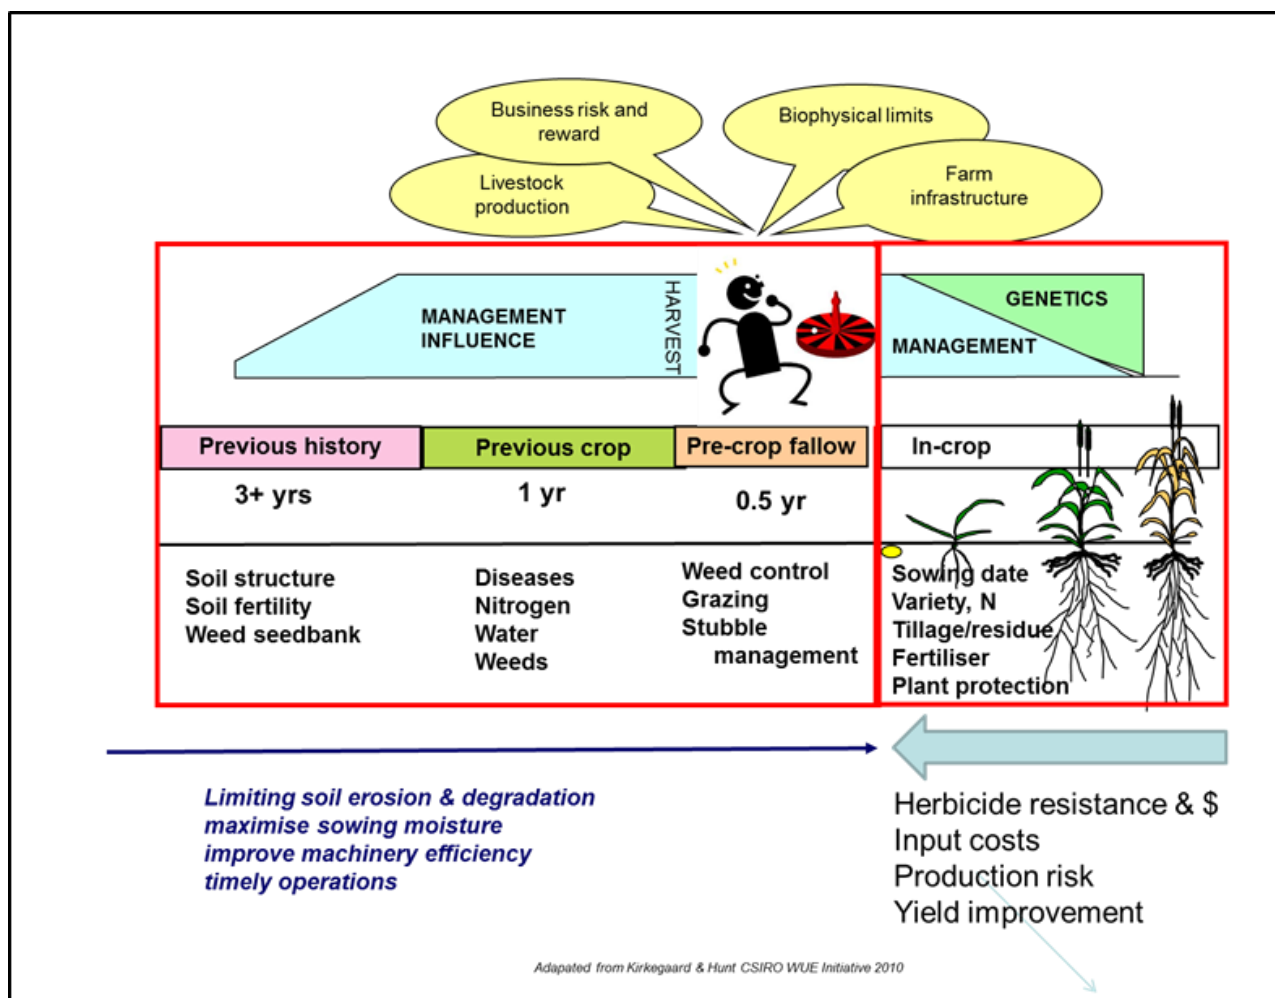 Business risk and
reward
Biophysical limits
Livestock
production
Farm
infrastructure
MANAGEMENT
INFLUENCE
HARVEST
GENETICS
MANAGEMENT
Previous history
Previous crop
Pre-crop fallow
In-crop
3+ yrs
1 yr
0.5 yr
Soil structure
Soil fertility
Weed seedbank
Diseases
Nitrogen
Water
Weeds
Weed control
Grazing
Stubble
management
Sowing date
Variety, N
Tillage/residue
Fertiliser
Plant protection
Limiting soil erosion & degradation
maximise sowing moisture
improve machinery efficiency
timely operations
Herbicide resistance & $
Input costs
Production risk
Yield improvement
Adapated from Kirkegaard & Hunt CSIRO WUE Initiative 2010